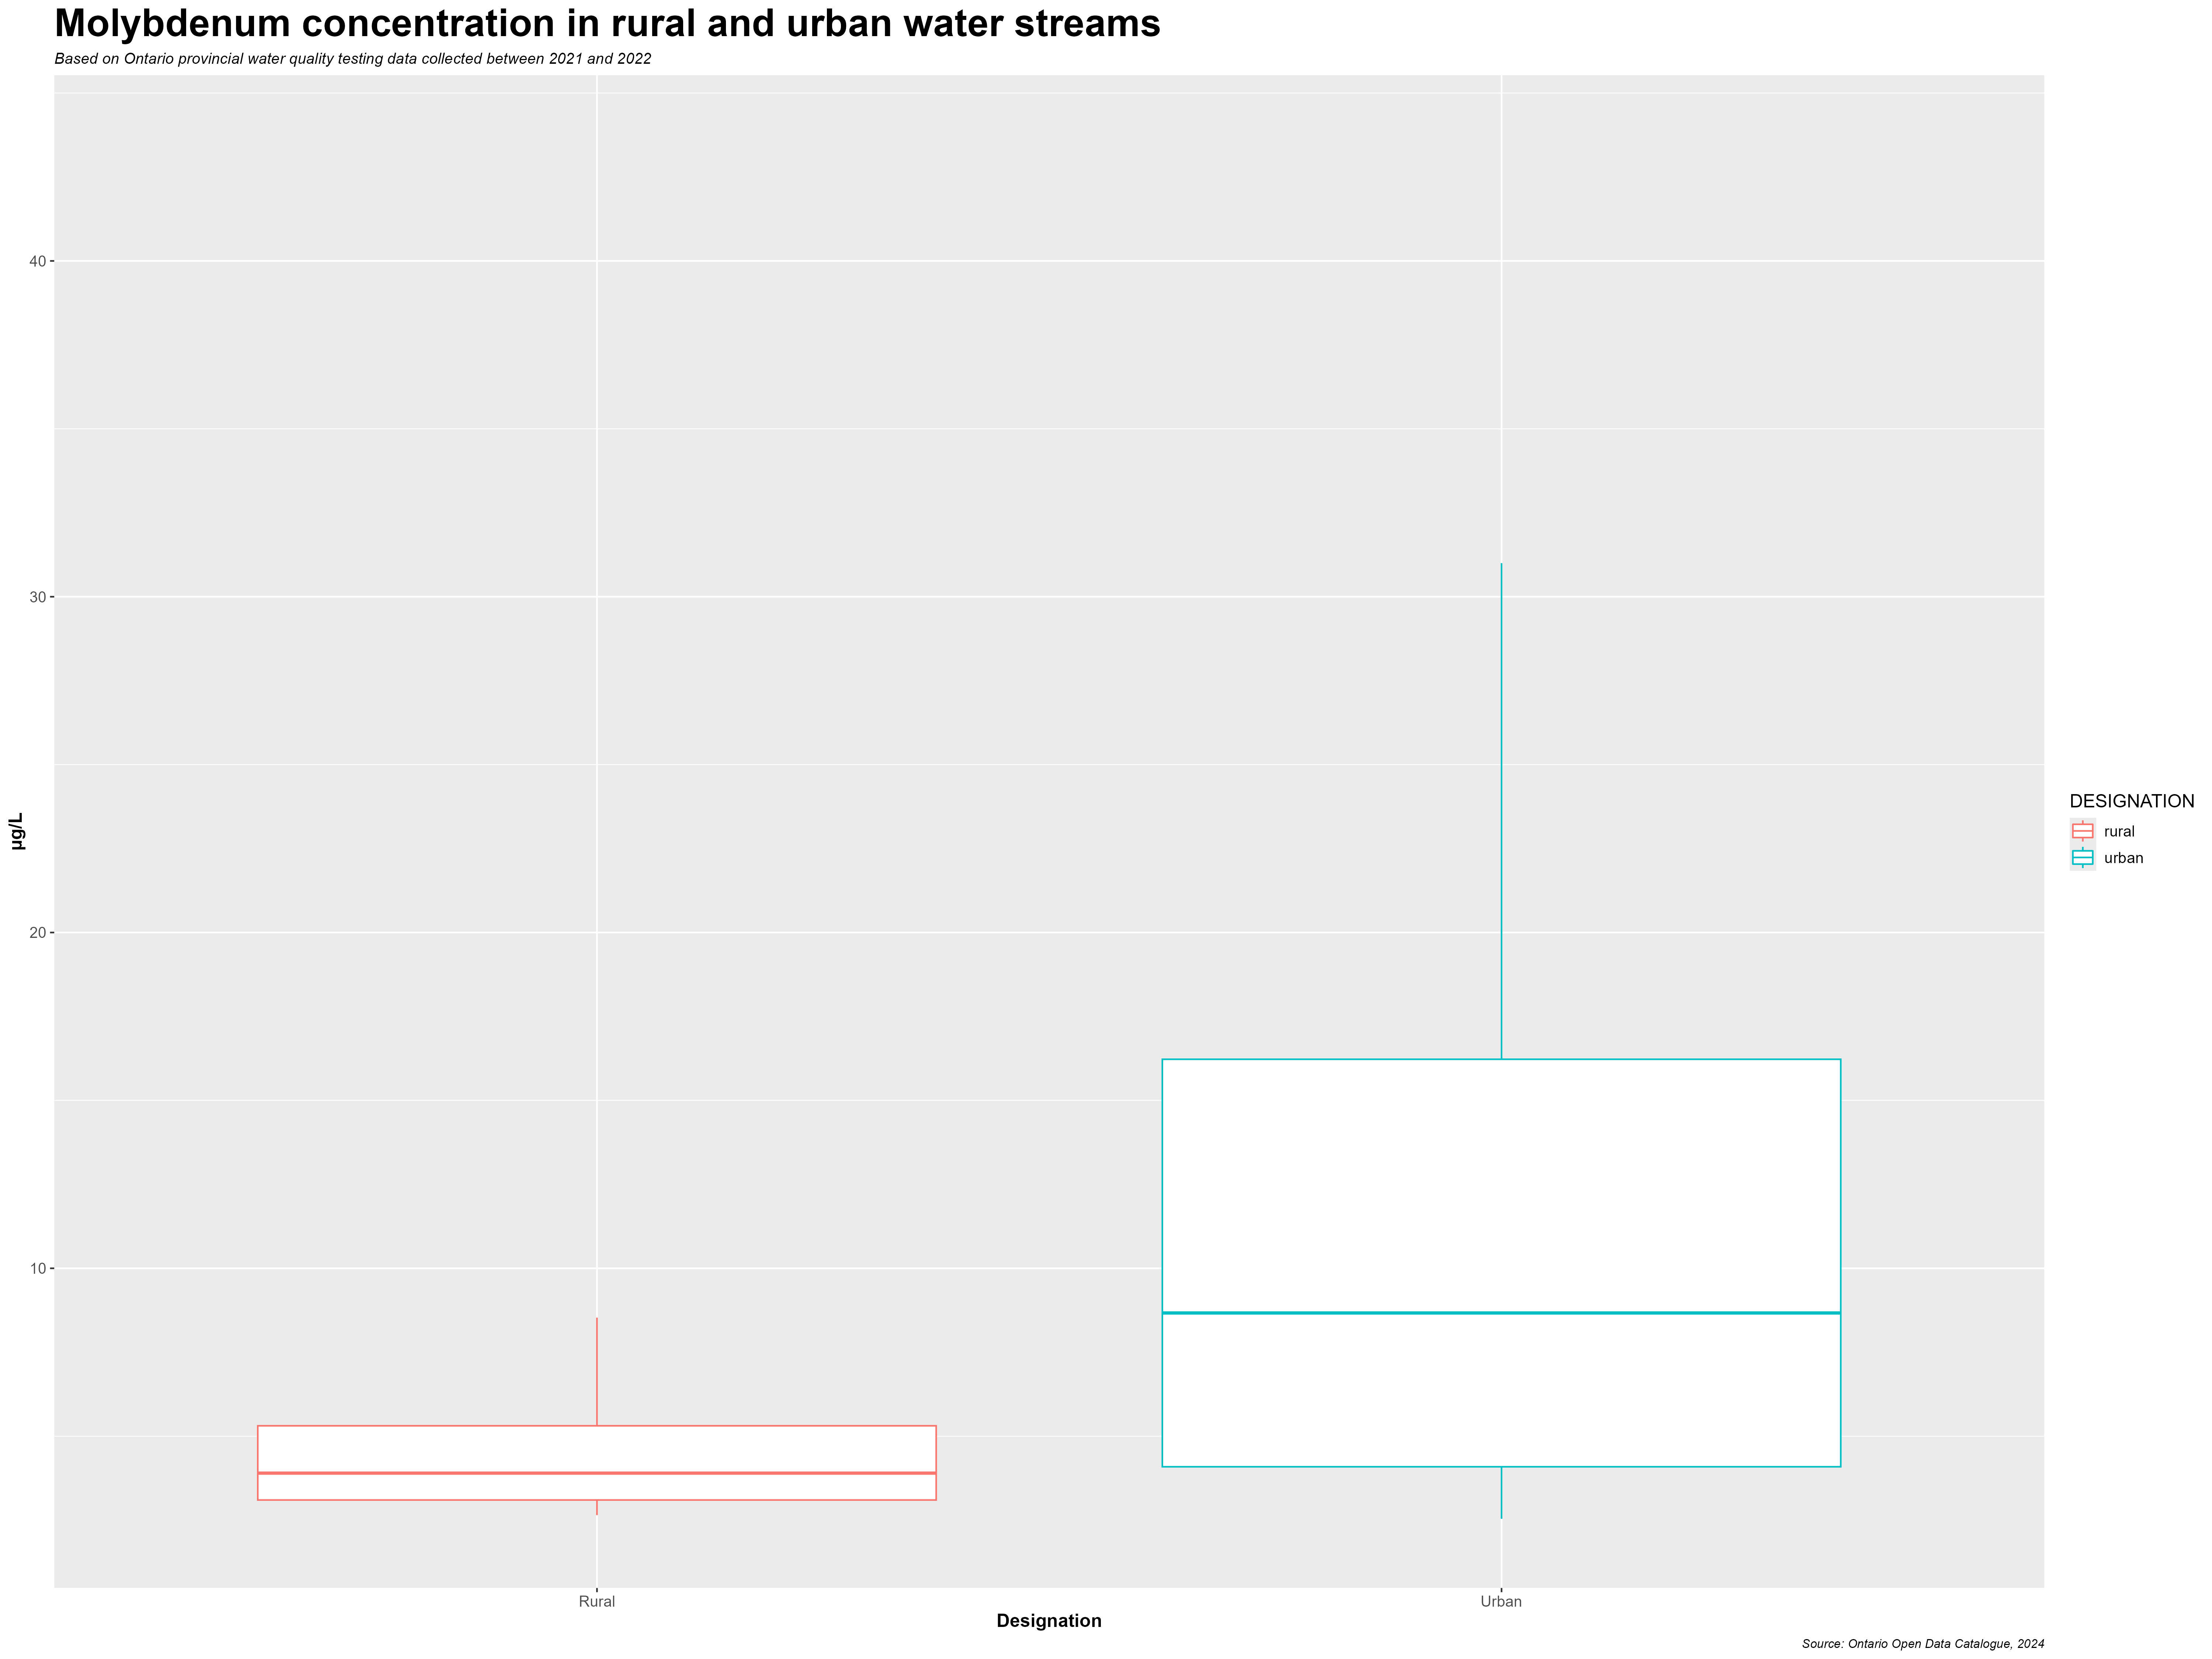 Molybdenum concentration in rural and urban water streams
Based on Ontario provincial water quality testing data collected between 2021 and 2022
40
30
20
10
µg/L
Rural
Urban
Designation
DESIGNATION
rural
urban
Source: Ontario Open Data Catalogue, 2024